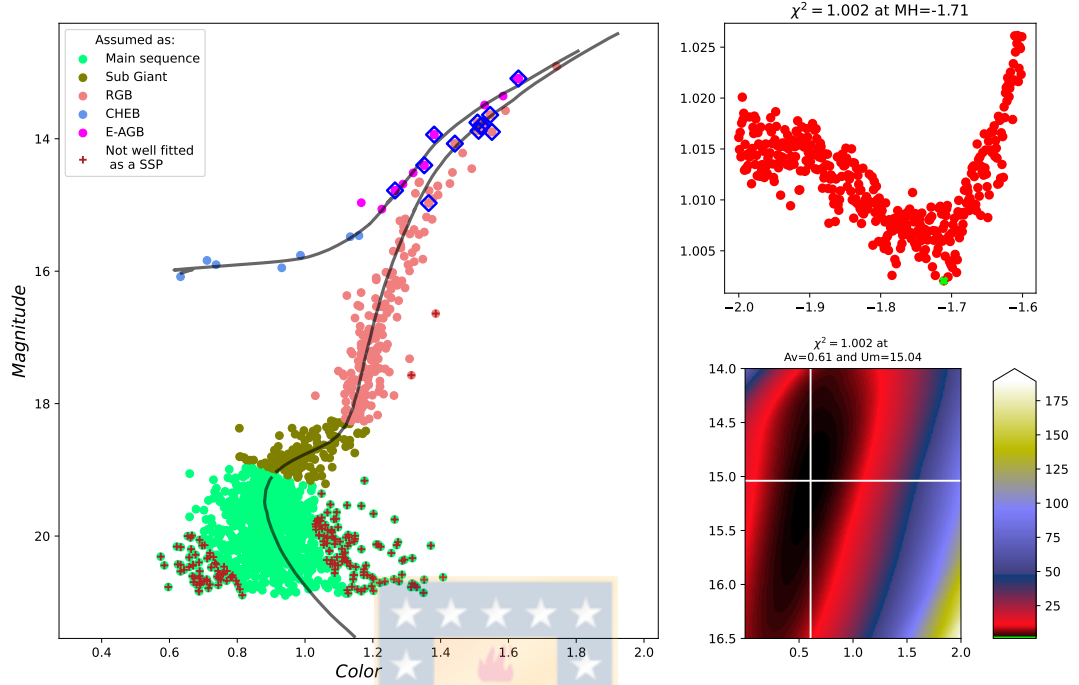 Assumed as:
Main sequence
Sub Giant
RGB
CHEB
E-AGB
Not well fitted
as a SSP
14
16
18
20
Magnitude
0.4 0.6 0.8 1.0 1.2 1.4 1.6 1.8 2.0
Color
χ² = 1.002 at MH=-1.71
1.025
1.020
1.015
1.010
1.005
−2.0 −1.9 −1.8 −1.7 −1.6
χ² = 1.002 at
Av=0.61 and Um=15.04
14.0
14.5
15.0
15.5
16.0
16.5
0.5 1.0 1.5 2.0
175
150
125
100
75
50
25